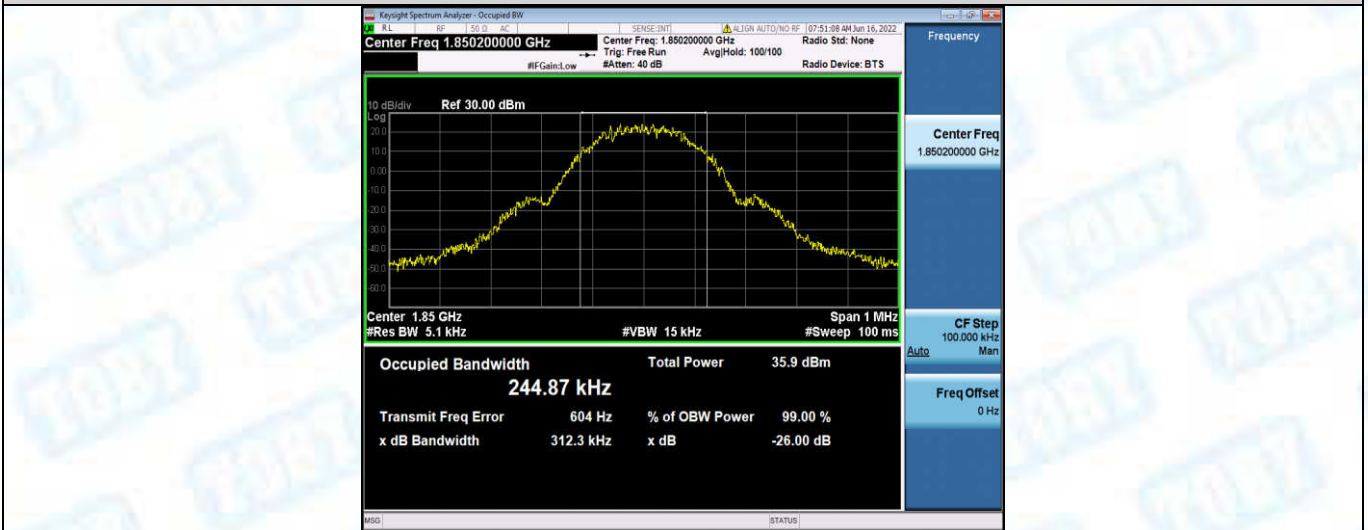 Keysight Spectrum Analyzer - Occupied BW
RL RF 50 Ω AC SENSE:INT ALIGN AUTO/NO RF 07:51:08 AM Jun 16, 2022
Center Freq 1.850200000 GHz
Center Freq: 1.850200000 GHz Radio Std: None
Trig: Free Run Avg|Hold: 100/100
#IFGain:Low #Atten: 40 dB Radio Device: BTS
Frequency
10 dB/div Ref 30.00 dBm
Log
20.0
10.0
0.00
-10.0
-20.0
-30.0
-40.0
-50.0
-60.0
Center 1.85 GHz Span 1 MHz
#Res BW 5.1 kHz #VBW 15 kHz #Sweep 100 ms
Occupied Bandwidth Total Power 35.9 dBm
244.87 kHz
Transmit Freq Error 604 Hz % of OBW Power 99.00 %
x dB Bandwidth 312.3 kHz x dB -26.00 dB
Center Freq
1.850200000 GHz
CF Step
100.000 kHz
Auto Man
Freq Offset
0 Hz
MSG STATUS